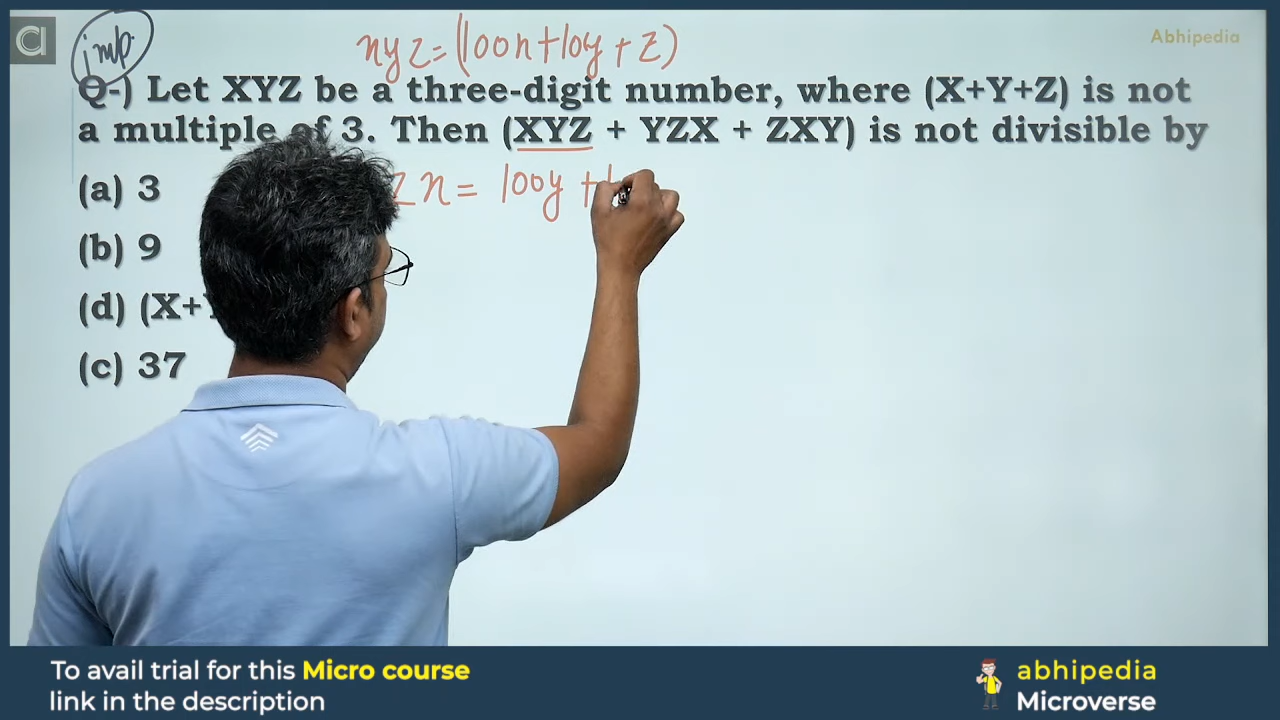 imp.
xyz = (100x + 10y + z)
Abhipedia
Q-) Let XYZ be a three-digit number, where (X+Y+Z) is not
a multiple of 3. Then (XYZ + YZX + ZXY) is not divisible by
(a) 3
zx = 100y +
(b) 9
(d) (X+
(c) 37
To avail trial for this Micro course
link in the description
abhipedia
Microverse